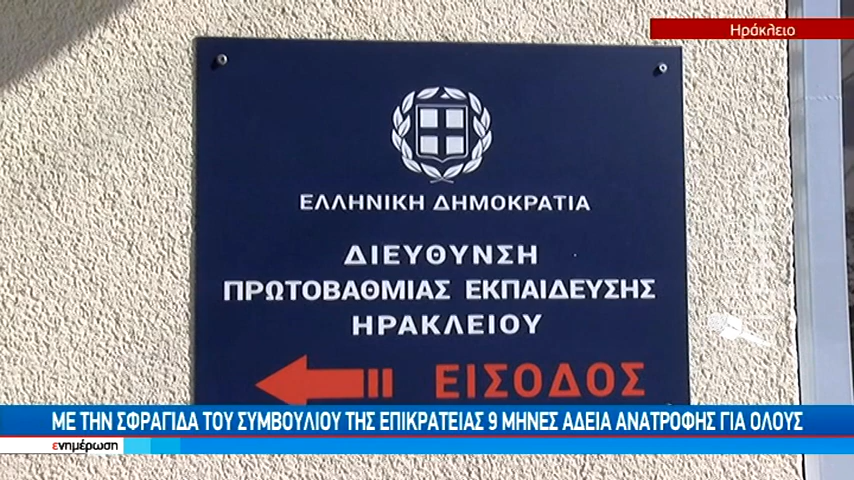 Ηράκλειο
ΕΛΛΗΝΙΚΗ ΔΗΜΟΚΡΑΤΙΑ
ΔΙΕΥΘΥΝΣΗ
ΠΡΩΤΟΒΑΘΜΙΑΣ ΕΚΠΑΙΔΕΥΣΗΣ
ΗΡΑΚΛΕΙΟΥ
ΕΙΣΟΔΟΣ
ΜΕ ΤΗΝ ΣΦΡΑΓΙΔΑ ΤΟΥ ΣΥΜΒΟΥΛΙΟΥ ΤΗΣ ΕΠΙΚΡΑΤΕΙΑΣ 9 ΜΗΝΕΣ ΑΔΕΙΑ ΑΝΑΤΡΟΦΗΣ ΓΙΑ ΟΛΟΥΣ
ενημέρωση